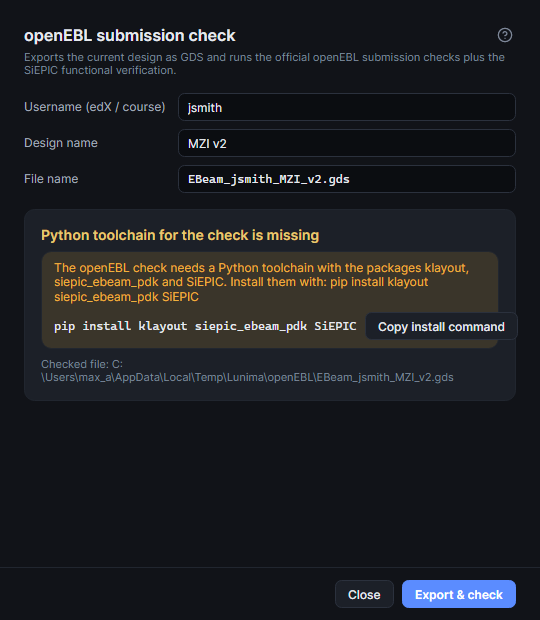 openEBL submission check
Exports the current design as GDS and runs the official openEBL submission checks plus the
SiEPIC functional verification.
Username (edX / course)
jsmith
Design name
MZI v2
File name
EBeam_jsmith_MZI_v2.gds
Python toolchain for the check is missing
The openEBL check needs a Python toolchain with the packages klayout,
siepic_ebeam_pdk and SiEPIC. Install them with: pip install klayout
siepic_ebeam_pdk SiEPIC
pip install klayout siepic_ebeam_pdk SiEPIC
Copy install command
Checked file: C:
\Users\max_a\AppData\Local\Temp\Lunima\openEBL\EBeam_jsmith_MZI_v2.gds
Close
Export & check